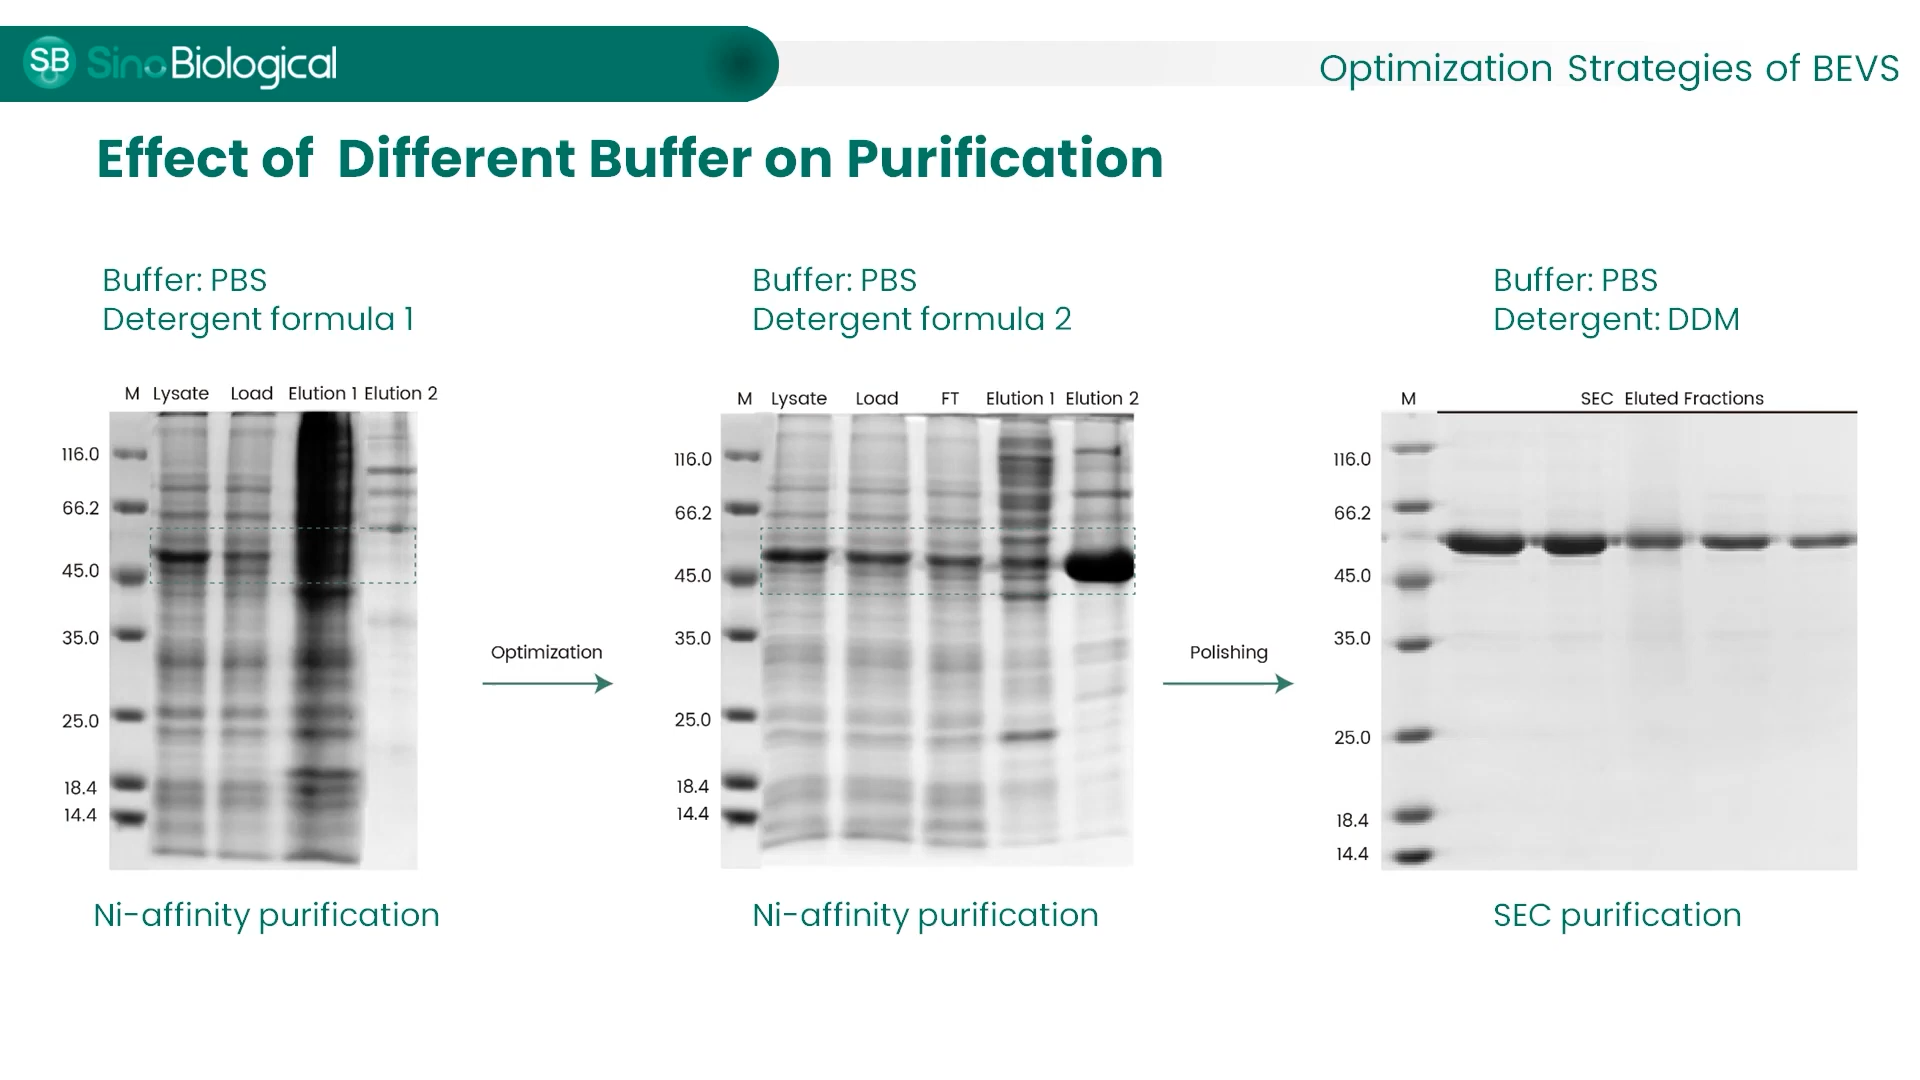 SB SinoBiological
Optimization Strategies of BEVS
Effect of Different Buffer on Purification
Buffer: PBS
Detergent formula 1
M Lysate Load Elution 1 Elution 2
116.0
66.2
45.0
35.0
25.0
18.4
14.4
Ni-affinity purification
Optimization
Buffer: PBS
Detergent formula 2
M Lysate Load FT Elution 1 Elution 2
116.0
66.2
45.0
35.0
25.0
18.4
14.4
Ni-affinity purification
Polishing
Buffer: PBS
Detergent: DDM
M SEC Eluted Fractions
116.0
66.2
45.0
35.0
25.0
18.4
14.4
SEC purification